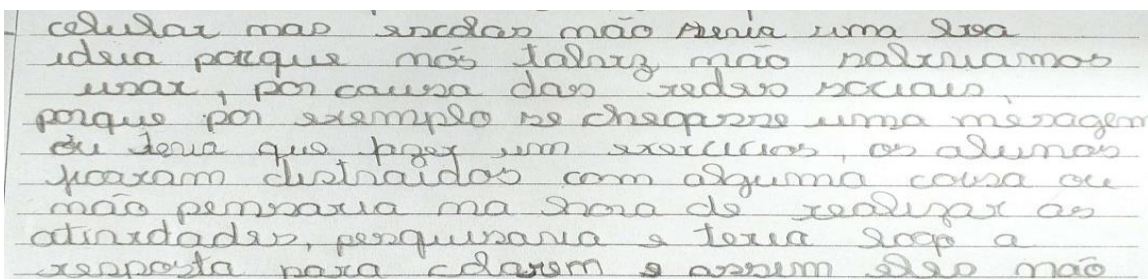 celular nas escolas não seria uma boa
ideia porque nós talvez não saberiamos
usar, por causa das redes sociais,
porque por exemplo se chegasse uma mesagem
ou teria que fazer um exercicios, os alunos
ficaram distraidos com alguma coisa ou
não pensaria na hora de realizar as
atividades, pesquisaria e teria logo a
resposta para colarem e assim eles não